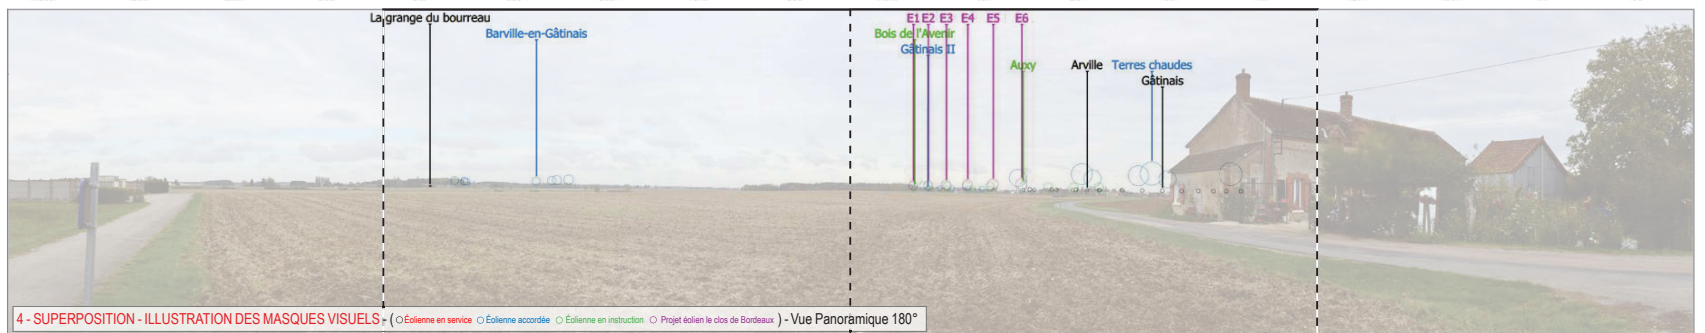 La grange du bourreau
Barville-en-Gâtinais
E1 E2 E3 E4 E5 E6
Bois de l'Avenir
Gâtinais II
Auxy
Arville
Terres chaudes
Gâtinais
4 - SUPERPOSITION - ILLUSTRATION DES MASQUES VISUELS - ( Éolienne en service Éolienne accordée Éolienne en instruction Projet éolien le clos de Bordeaux ) - Vue Panoramique 180°